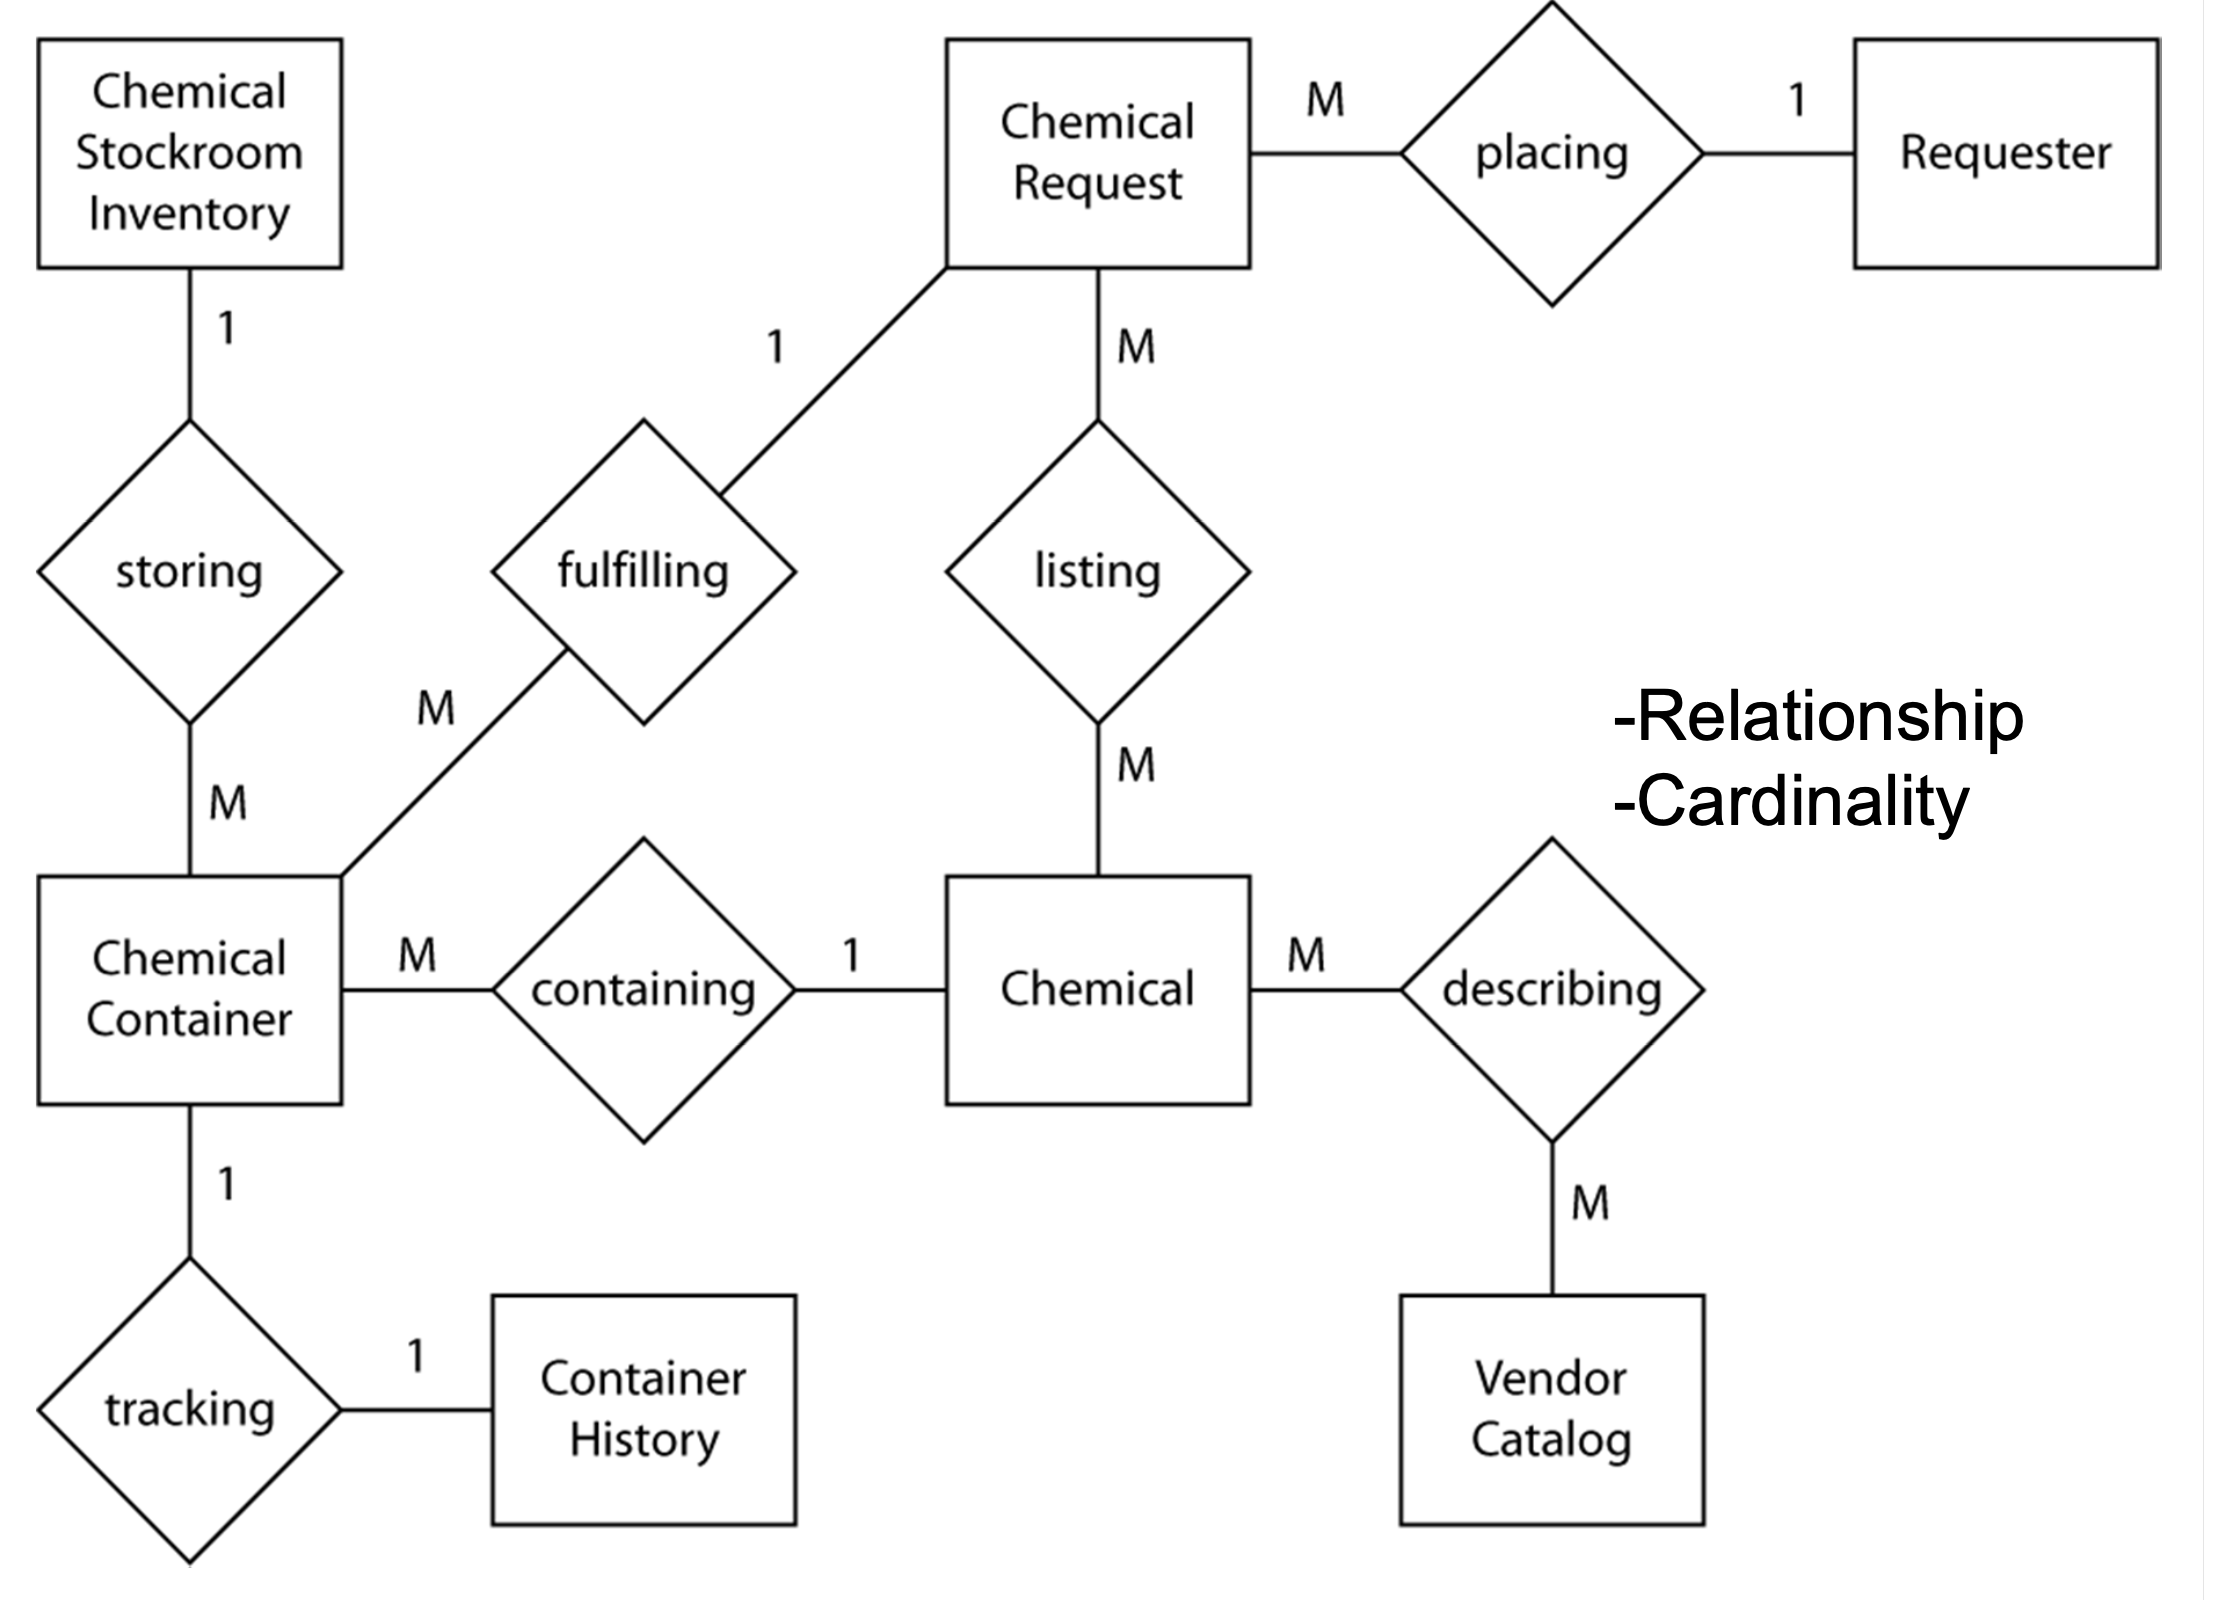 Chemical
Stockroom
Inventory
Chemical
Request
M
placing
1
Requester
1
1
M
storing
fulfilling
listing
M
M
M
-Relationship
-Cardinality
Chemical
Container
M
containing
1
Chemical
M
describing
1
M
tracking
1
Container
History
Vendor
Catalog